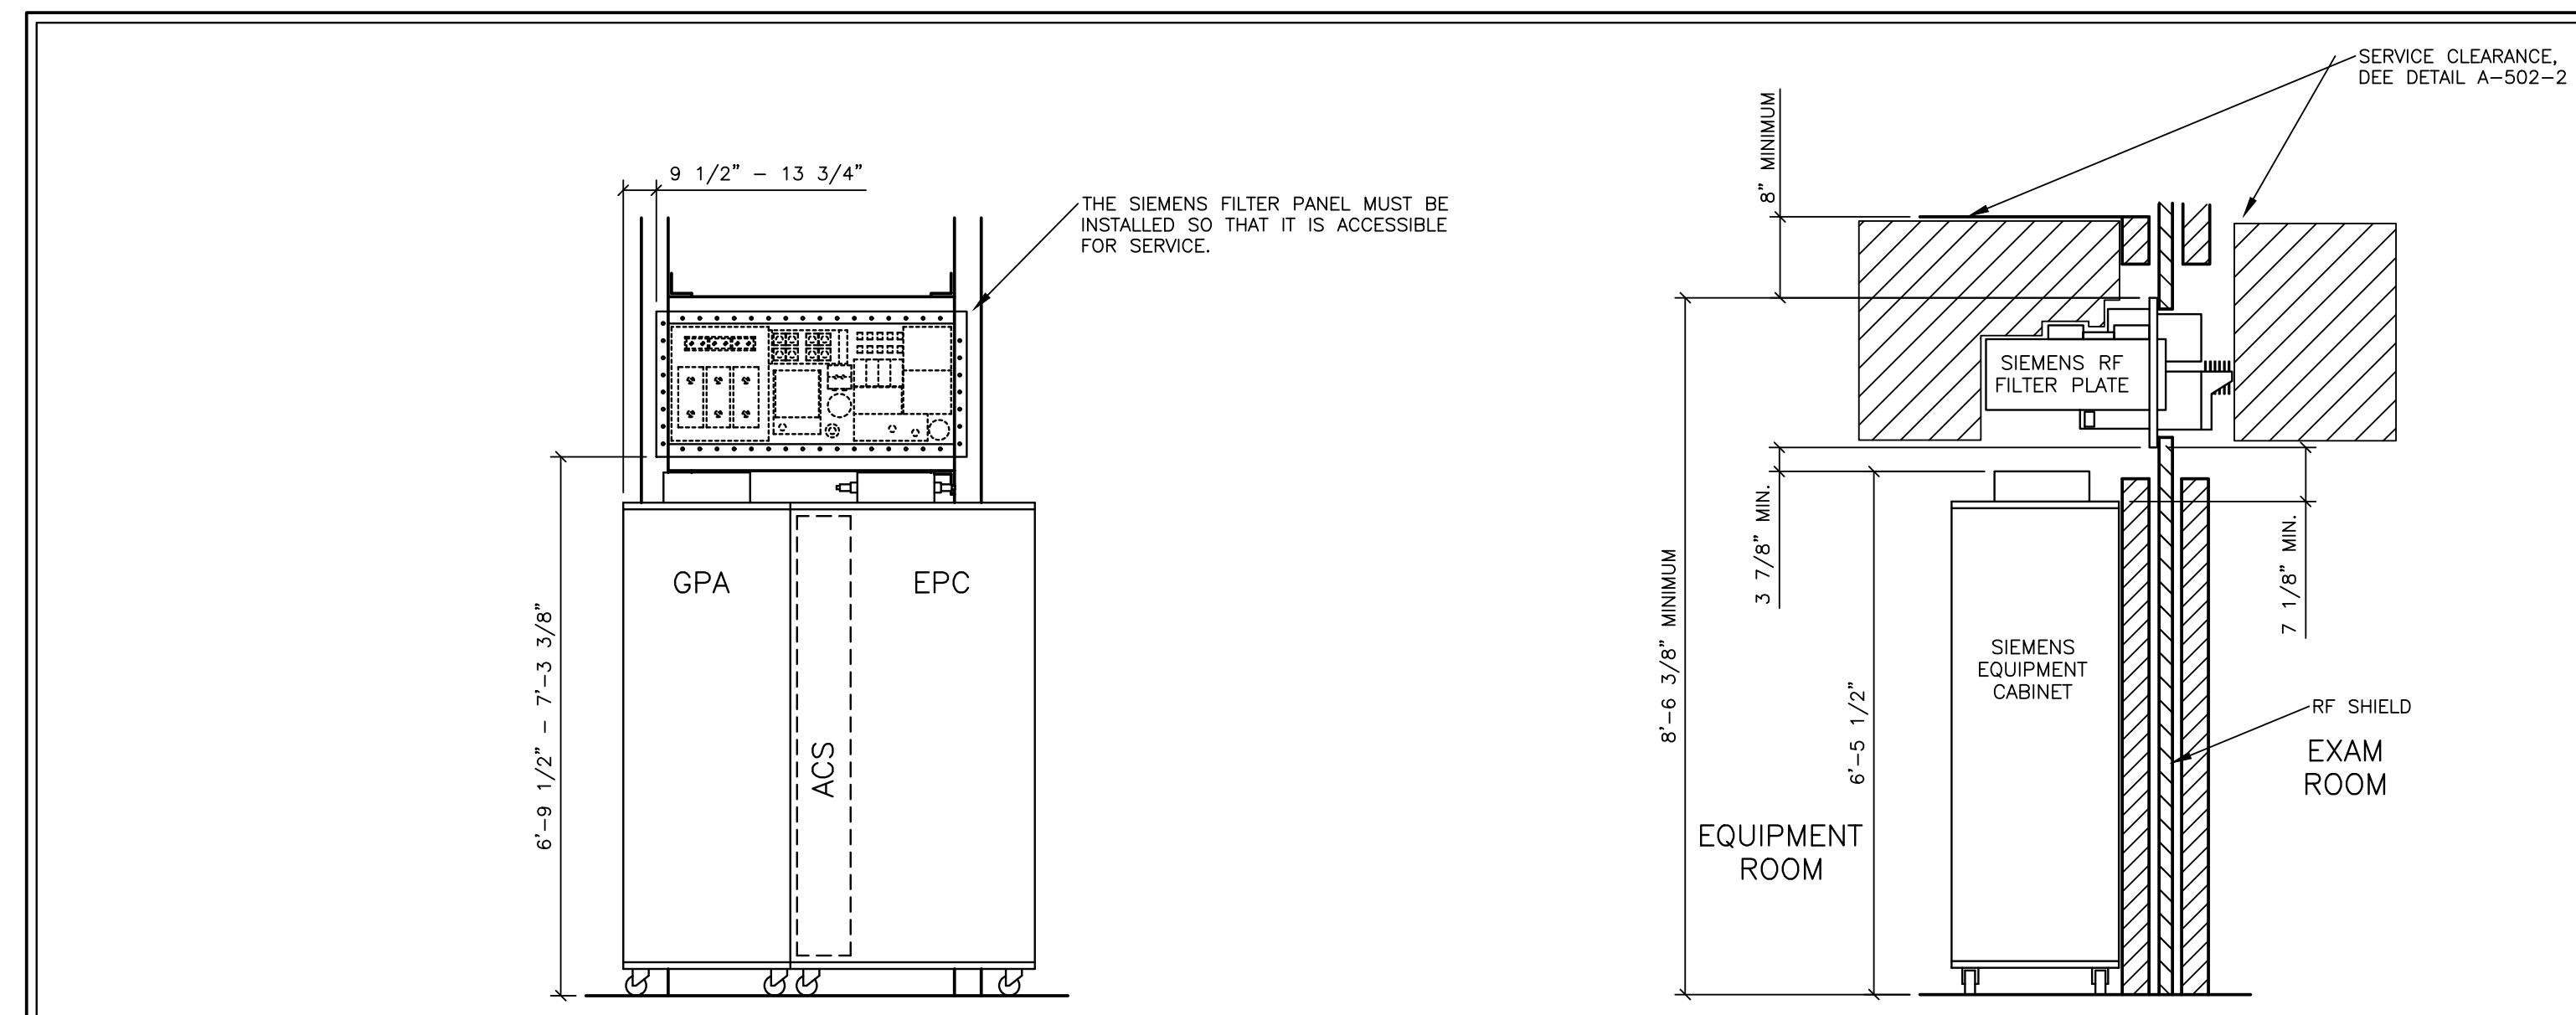 SERVICE CLEARANCE,
DEE DETAIL A-502-2
8" MINIMUM
9 1/2" - 13 3/4"
THE SIEMENS FILTER PANEL MUST BE
INSTALLED SO THAT IT IS ACCESSIBLE
FOR SERVICE.
SIEMENS RF
FILTER PLATE
GPA
EPC
ACS
6'-9 1/2" - 7'-3 3/8"
3 7/8" MIN.
7 1/8" MIN.
8'-6 3/8" MINIMUM
6'-5 1/2"
SIEMENS
EQUIPMENT
CABINET
RF SHIELD
EXAM
ROOM
EQUIPMENT
ROOM